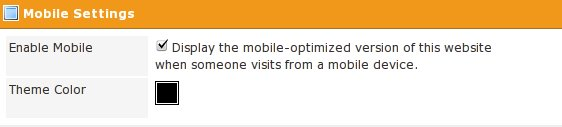 Mobile Settings
Enable Mobile
Display the mobile-optimized version of this website
when someone visits from a mobile device.
Theme Color